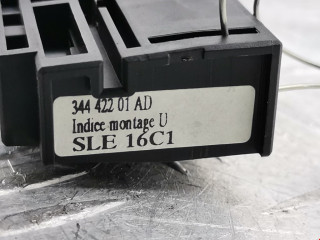 344 422 01 AD
Indice montage U
SLE 16C1